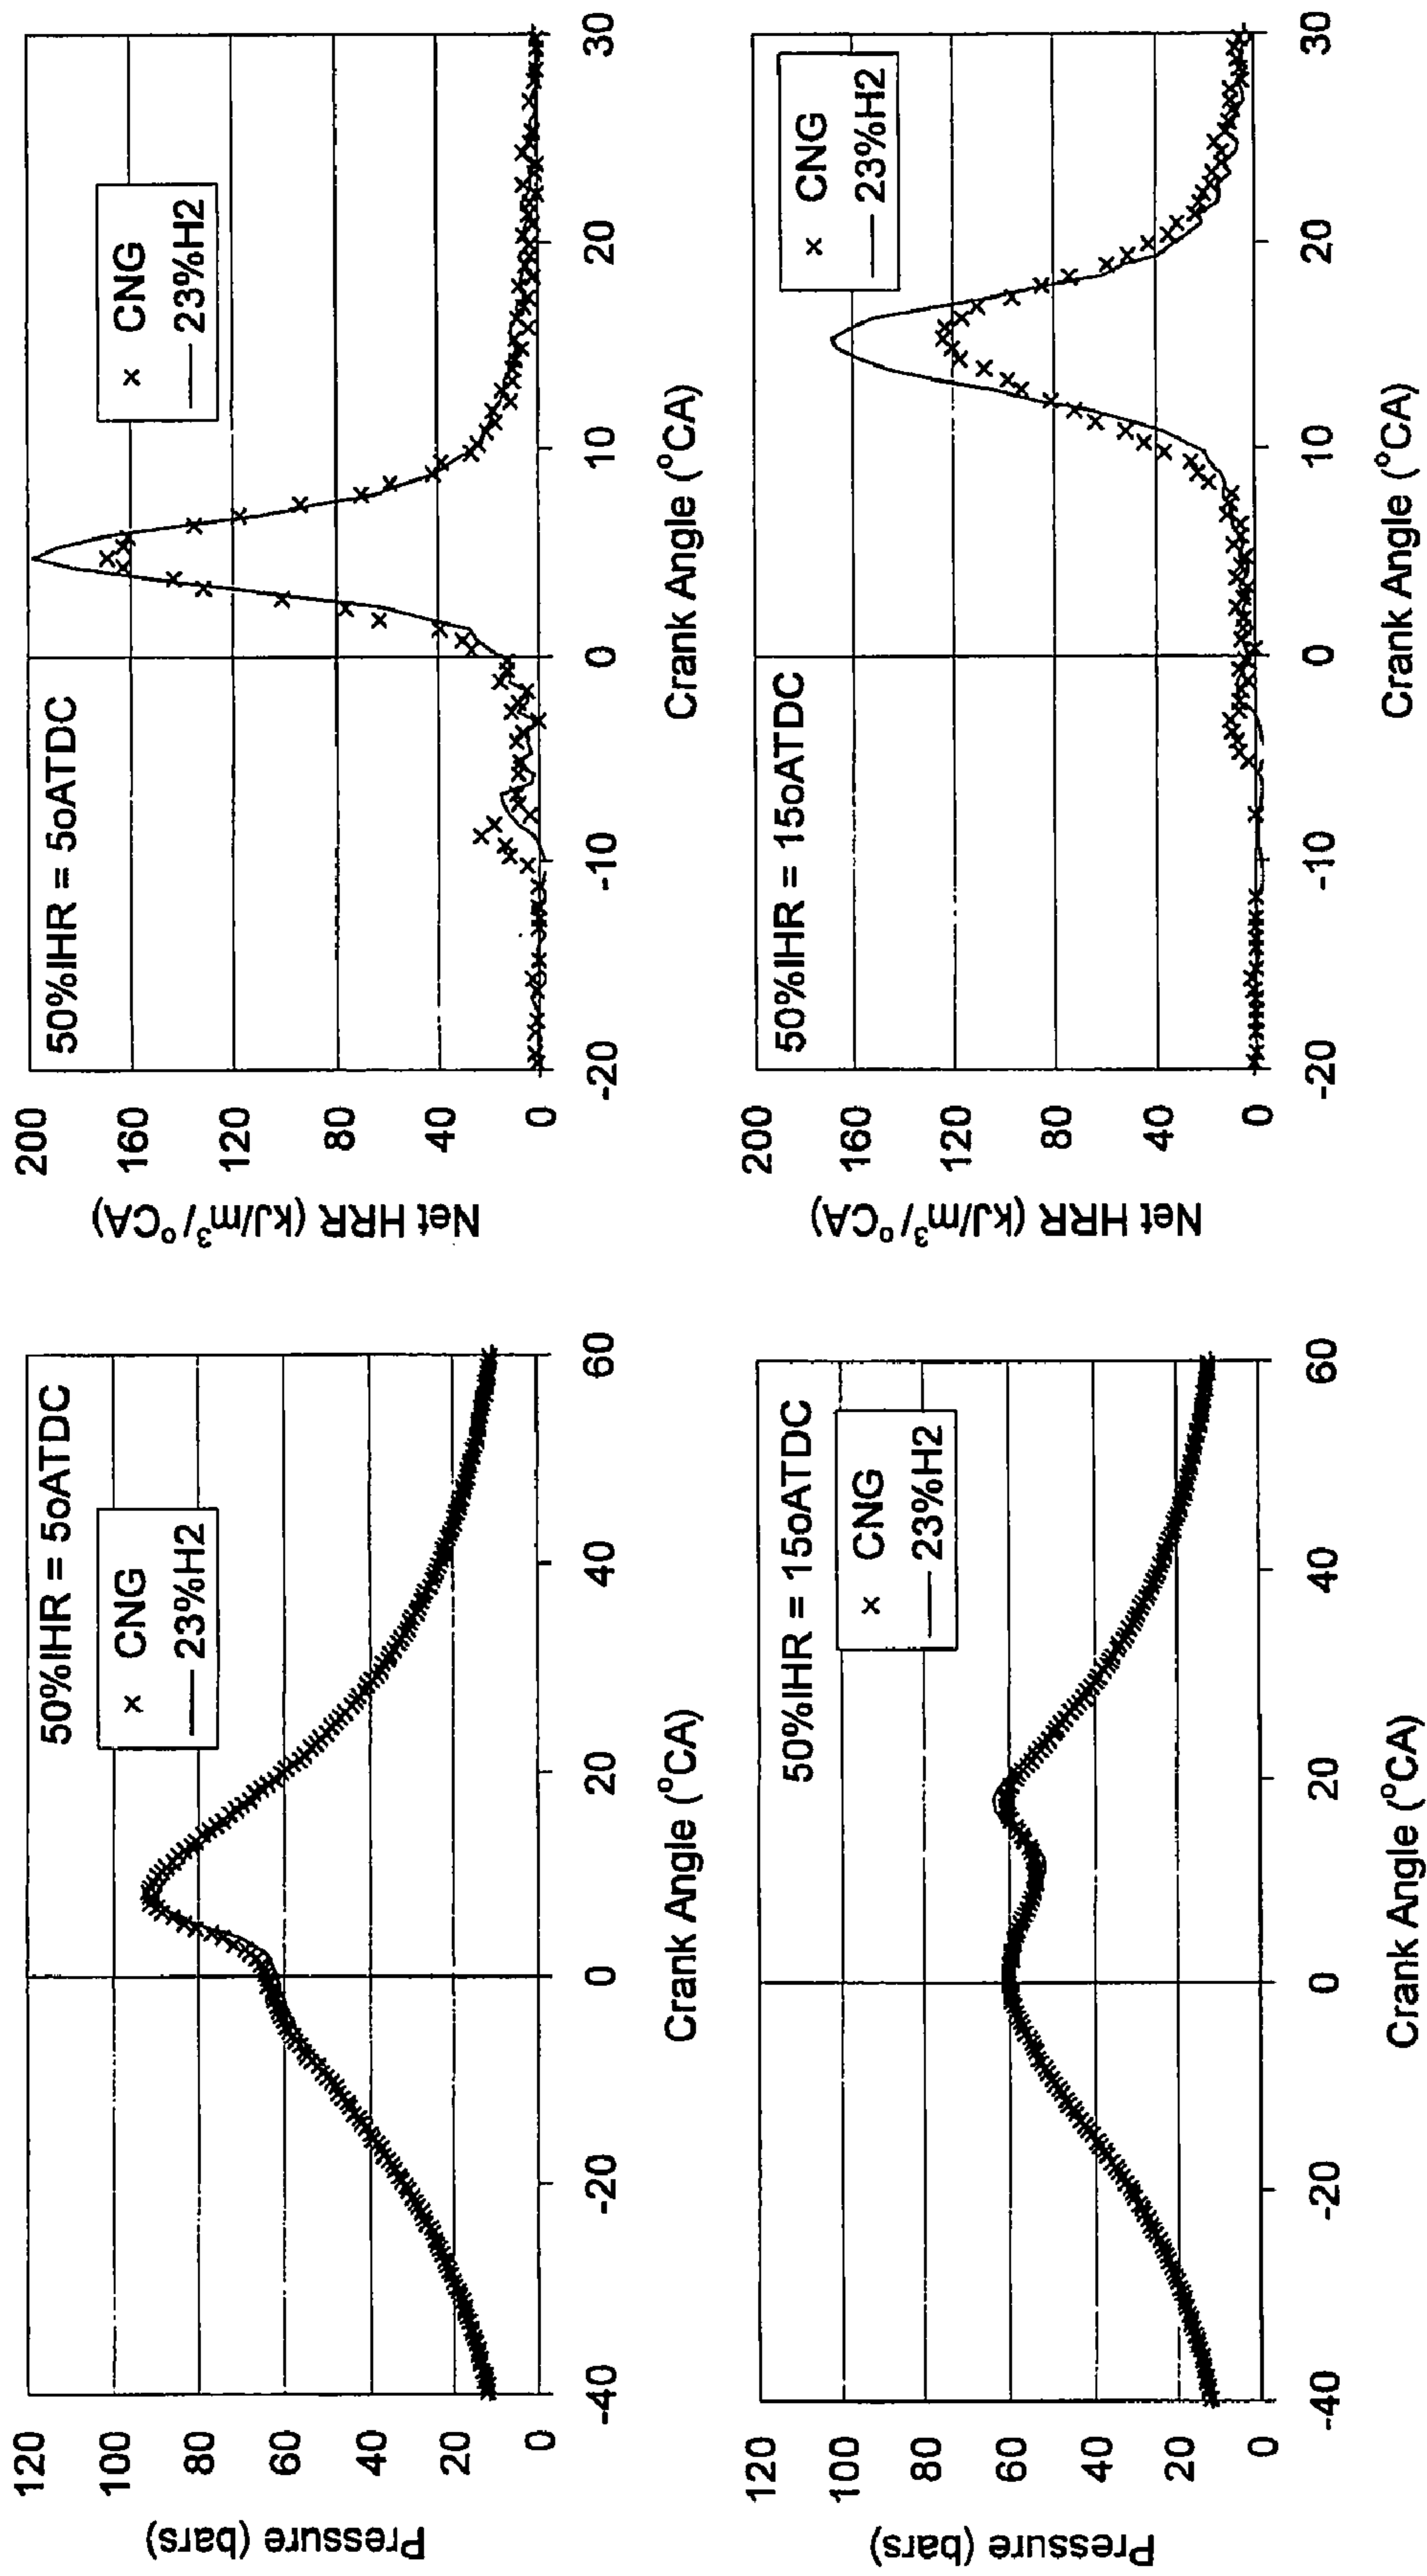 120
100
80
60
40
20
0
Pressure (bars)
50%IHR = 5oATDC
CNG
23%H2
-40
-20
0
20
40
60
Crank Angle (°CA)
200
160
120
80
40
0
Net HRR (kJ/m³/°CA)
50%IHR = 5oATDC
CNG
23%H2
-20
-10
0
10
20
30
Crank Angle (°CA)
120
100
80
60
40
20
0
Pressure (bars)
50%IHR = 15oATDC
CNG
23%H2
-40
-20
0
20
40
60
Crank Angle (°CA)
200
160
120
80
40
0
Net HRR (kJ/m³/°CA)
50%IHR = 15oATDC
CNG
23%H2
-20
-10
0
10
20
30
Crank Angle (°CA)